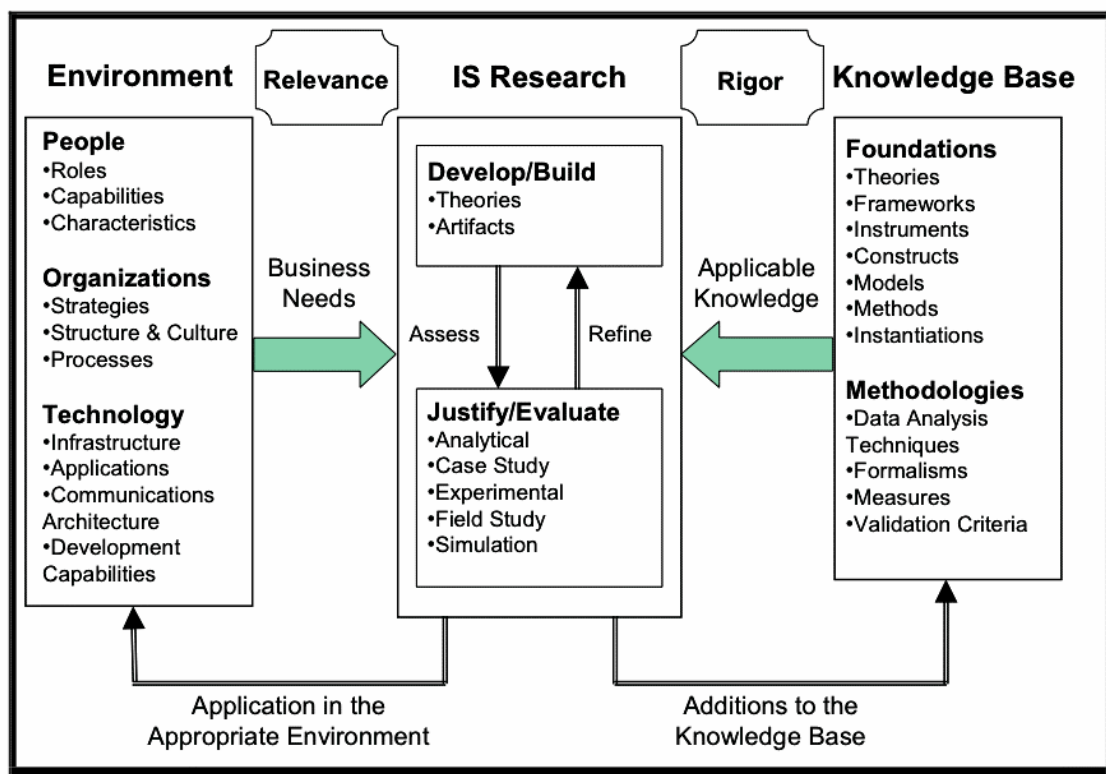 Environment
Relevance
IS Research
Rigor
Knowledge Base
People
•Roles
•Capabilities
•Characteristics
Organizations
•Strategies
•Structure & Culture
•Processes
Technology
•Infrastructure
•Applications
•Communications
Architecture
•Development
Capabilities
Business
Needs
Develop/Build
•Theories
•Artifacts
Assess
Refine
Justify/Evaluate
•Analytical
•Case Study
•Experimental
•Field Study
•Simulation
Applicable
Knowledge
Foundations
•Theories
•Frameworks
•Instruments
•Constructs
•Models
•Methods
•Instantiations
Methodologies
•Data Analysis
Techniques
•Formalisms
•Measures
•Validation Criteria
Application in the
Appropriate Environment
Additions to the
Knowledge Base